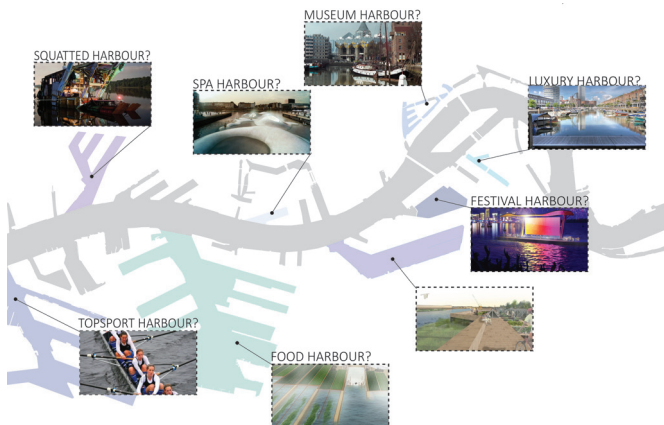 MUSEUM HARBOUR?
SQUATTED HARBOUR?
SPA HARBOUR?
LUXURY HARBOUR?
FESTIVAL HARBOUR?
TOPSPORT HARBOUR?
FOOD HARBOUR?